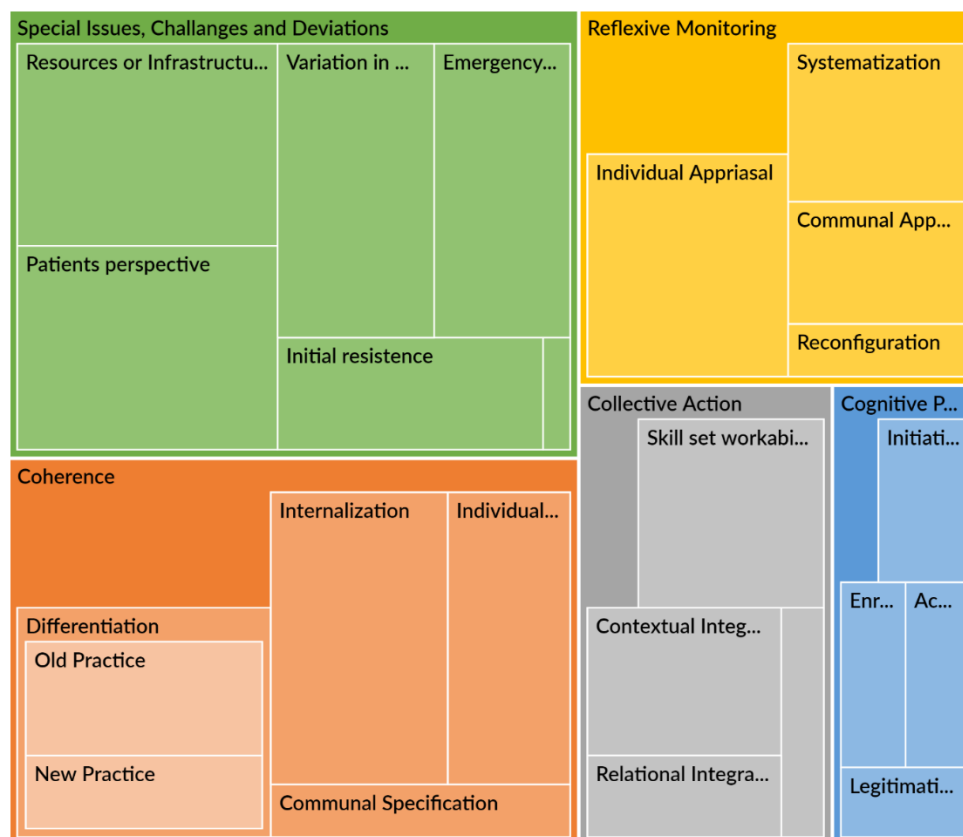 Special Issues, Challanges and Deviations
Resources or Infrastructu...
Variation in ...
Emergency...
Patients perspective
Initial resistence
Reflexive Monitoring
Systematization
Individual Appriasal
Communal App...
Reconfiguration
Coherence
Internalization
Individual...
Differentiation
Old Practice
New Practice
Communal Specification
Collective Action
Skill set workabi...
Contextual Integ...
Relational Integra...
Cognitive P...
Initiati...
Enr...
Ac...
Legitimati...